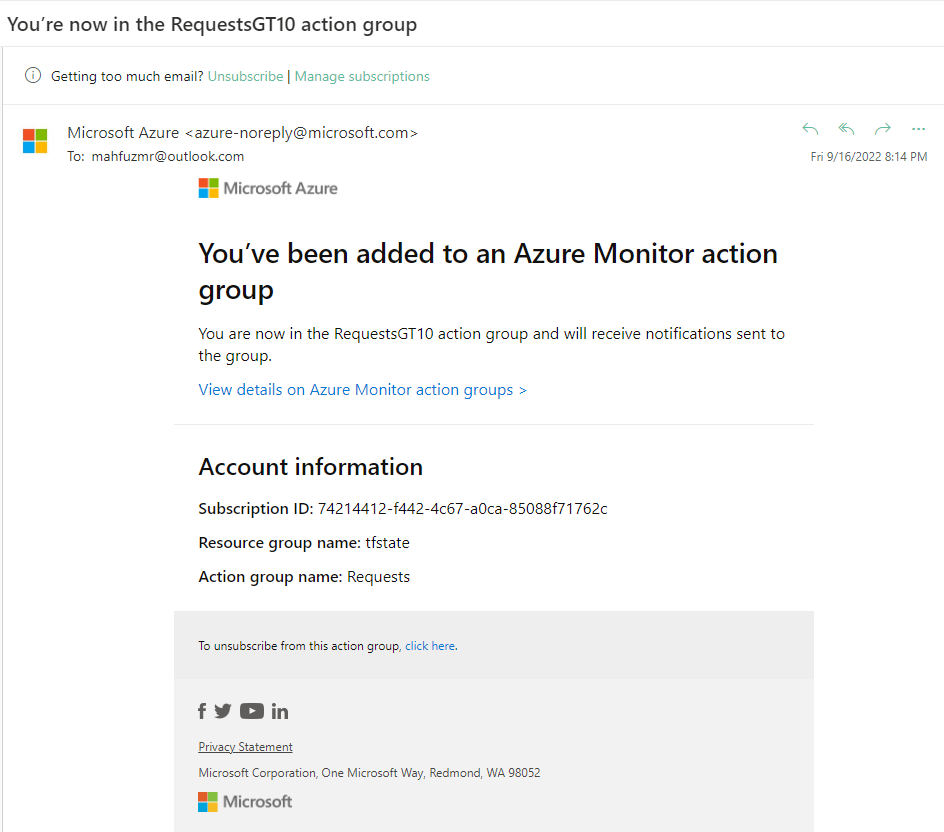 You're now in the RequestsGT10 action group
Getting too much email? Unsubscribe | Manage subscriptions
Microsoft Azure <azure-noreply@microsoft.com>
To: mahfuzmr@outlook.com
Fri 9/16/2022 8:14 PM
Microsoft Azure
You've been added to an Azure Monitor action
group
You are now in the RequestsGT10 action group and will receive notifications sent to
the group.
View details on Azure Monitor action groups >
Account information
Subscription ID: 74214412-f442-4c67-a0ca-85088f71762c
Resource group name: tfstate
Action group name: Requests
To unsubscribe from this action group, click here.
Privacy Statement
Microsoft Corporation, One Microsoft Way, Redmond, WA 98052
Microsoft